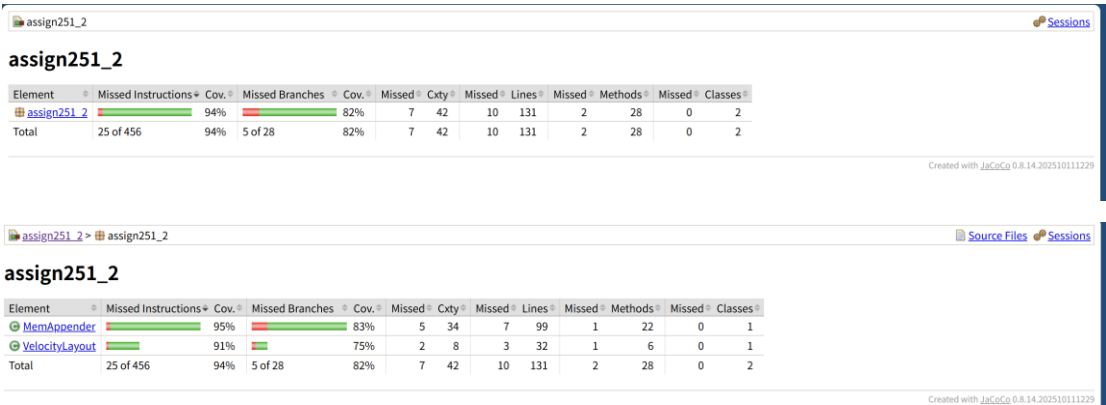 assign251_2 Sessions
assign251_2
Element Missed Instructions Cov. Missed Branches Cov. Missed Cxty Missed Lines Missed Methods Missed Classes
assign251_2 94% 82% 7 42 10 131 2 28 0 2
Total 25 of 456 94% 5 of 28 82% 7 42 10 131 2 28 0 2
Created with JaCoCo 0.8.14.202510111229
assign251_2 > assign251_2 Source Files Sessions
assign251_2
Element Missed Instructions Cov. Missed Branches Cov. Missed Cxty Missed Lines Missed Methods Missed Classes
MemAppender 95% 83% 5 34 7 99 1 22 0 1
VelocityLayout 91% 75% 2 8 3 32 1 6 0 1
Total 25 of 456 94% 5 of 28 82% 7 42 10 131 2 28 0 2
Created with JaCoCo 0.8.14.202510111229